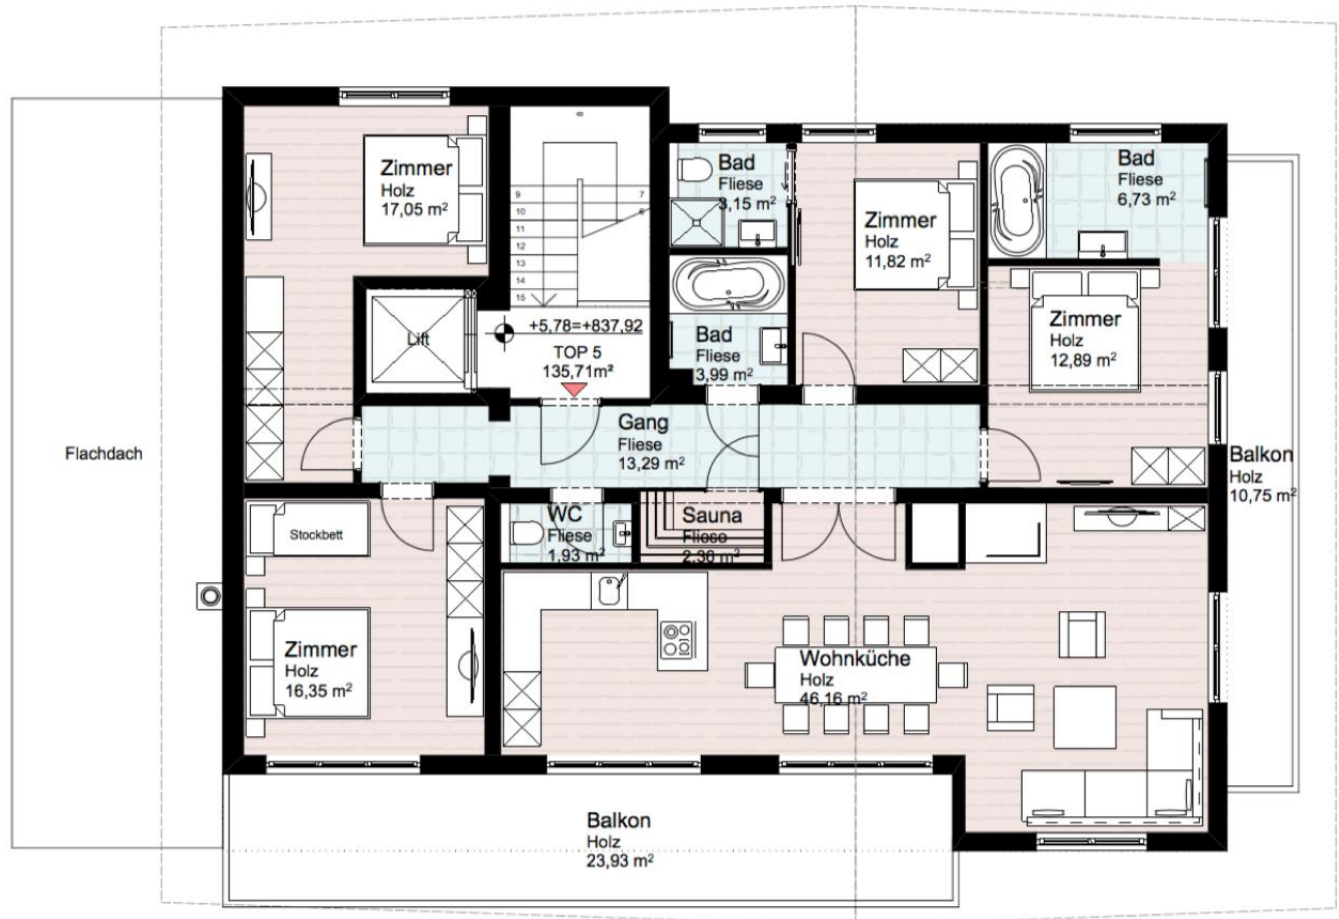 Zimmer
Holz
17,05 m²
9
10
11
12
13
14
15
8
7
6
Bad
Fliese
3,15 m²
Zimmer
Holz
11,82 m²
Bad
Fliese
6,73 m²
Lift
+5,78=+837,92
TOP 5
135,71m²
Bad
Fliese
3,99 m²
Zimmer
Holz
12,89 m²
Flachdach
Gang
Fliese
13,29 m²
Balkon
Holz
10,75 m²
Stockbett
WC
Fliese
1,93 m²
Sauna
Fliese
2,36 m²
Zimmer
Holz
16,35 m²
Wohnküche
Holz
46,16 m²
Balkon
Holz
23,93 m²